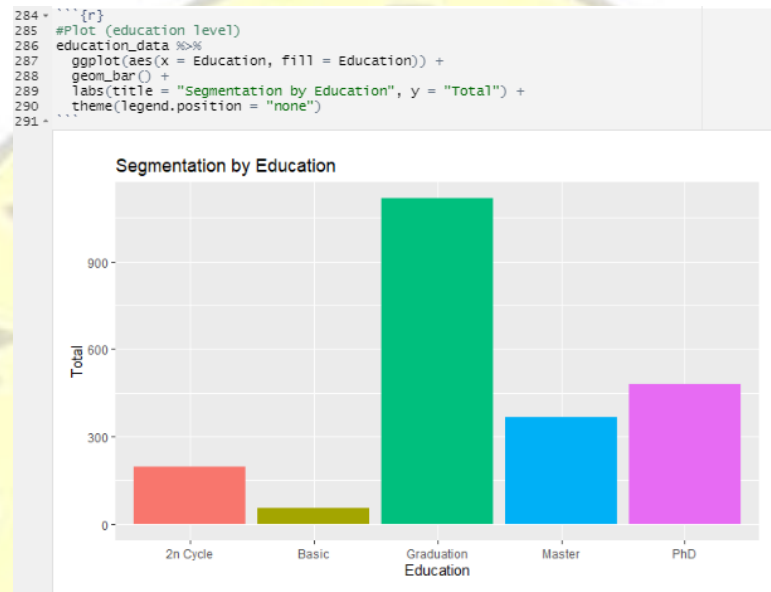 284 ```{r}
285 #Plot (education level)
286 education_data %>%
287 ggplot(aes(x = Education, fill = Education)) +
288 geom_bar() +
289 labs(title = "Segmentation by Education", y = "Total") +
290 theme(legend.position = "none")
291 ```
Segmentation by Education
900
600
300
0
Total
2n Cycle Basic Graduation Master PhD
Education